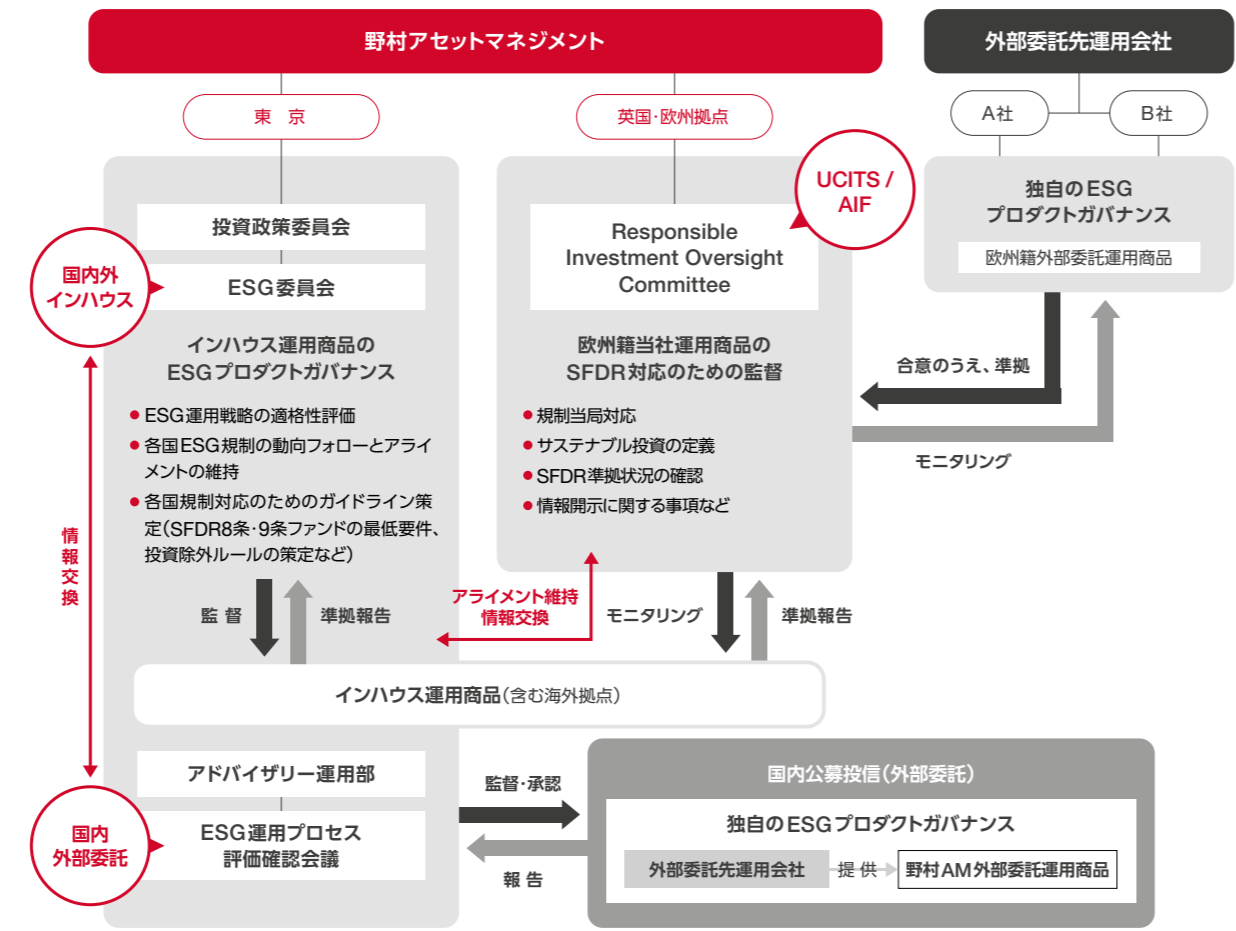 野村アセットマネジメント
外部委託先運用会社
東 京
英国・欧州拠点
A社
B社
国内外
インハウス
投資政策委員会
ESG委員会
インハウス運用商品の
ESGプロダクトガバナンス
● ESG運用戦略の適格性評価
● 各国ESG規制の動向フォローとアライ
メントの維持
● 各国規制対応のためのガイドライン策
定（SFDR8条・9条ファンドの最低要件、
投資除外ルールの策定など）
UCITS /
AIF
Responsible
Investment Oversight
Committee
欧州籍当社運用商品の
SFDR対応のための監督
● 規制当局対応
● サステナブル投資の定義
● SFDR準拠状況の確認
● 情報開示に関する事項など
独自のESG
プロダクトガバナンス
欧州籍外部委託運用商品
合意のうえ、準拠
モニタリング
情報交換
監 督
準拠報告
アライメント維持
情報交換
モニタリング
準拠報告
インハウス運用商品（含む海外拠点）
国内
外部委託
アドバイザリー運用部
ESG運用プロセス
評価確認会議
監督・承認
報 告
国内公募投信（外部委託）
独自のESGプロダクトガバナンス
外部委託先運用会社
提 供
野村AM外部委託運用商品